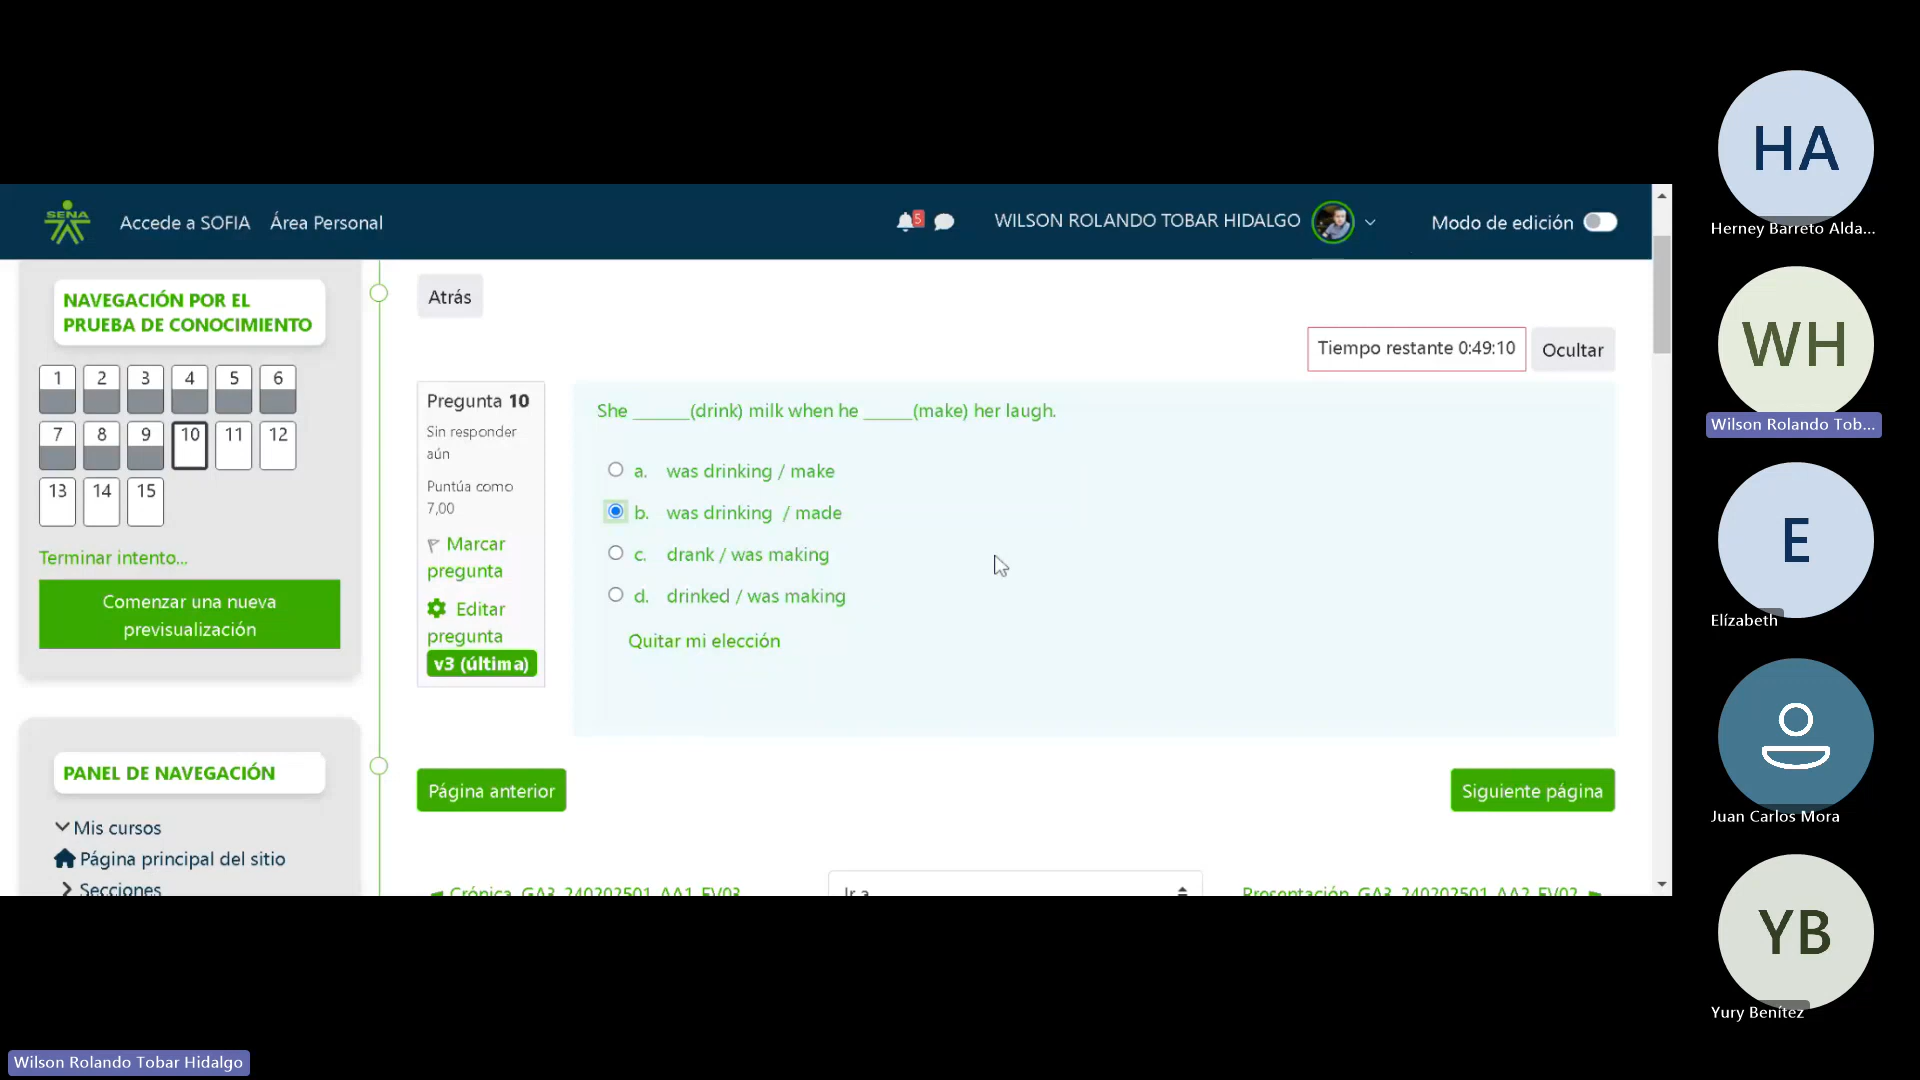 SENA
Accede a SOFIA
Área Personal
5
WILSON ROLANDO TOBAR HIDALGO
Modo de edición
NAVEGACIÓN POR EL
PRUEBA DE CONOCIMIENTO
1 2 3 4 5 6
7 8 9 10 11 12
13 14 15
Terminar intento...
Comenzar una nueva
previsualización
PANEL DE NAVEGACIÓN
Mis cursos
Página principal del sitio
Secciones
Atrás
Tiempo restante 0:49:10
Ocultar
Pregunta 10
Sin responder
aún
Puntúa como
7,00
Marcar
pregunta
Editar
pregunta
v3 (última)
She ______(drink) milk when he _____(make) her laugh.
a. was drinking / make
b. was drinking / made
c. drank / was making
d. drinked / was making
Quitar mi elección
Página anterior
Siguiente página
Crónica. GA3_240202501_AA1_EV03
Ir a...
Presentación. GA3_240202501_AA2_EV02
HA
Herney Barreto Alda...
WH
Wilson Rolando Tob...
E
Elízabeth
Juan Carlos Mora
YB
Yury Benítez
Wilson Rolando Tobar Hidalgo